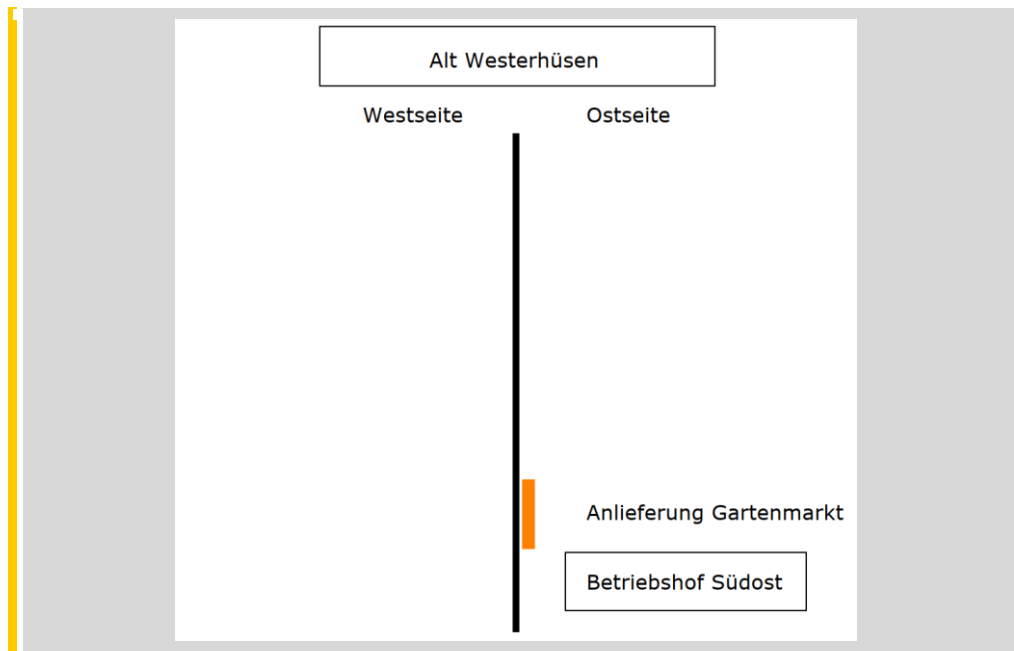 Alt Westerhüsen
Westseite Ostseite
Anlieferung Gartenmarkt
Betriebshof Südost